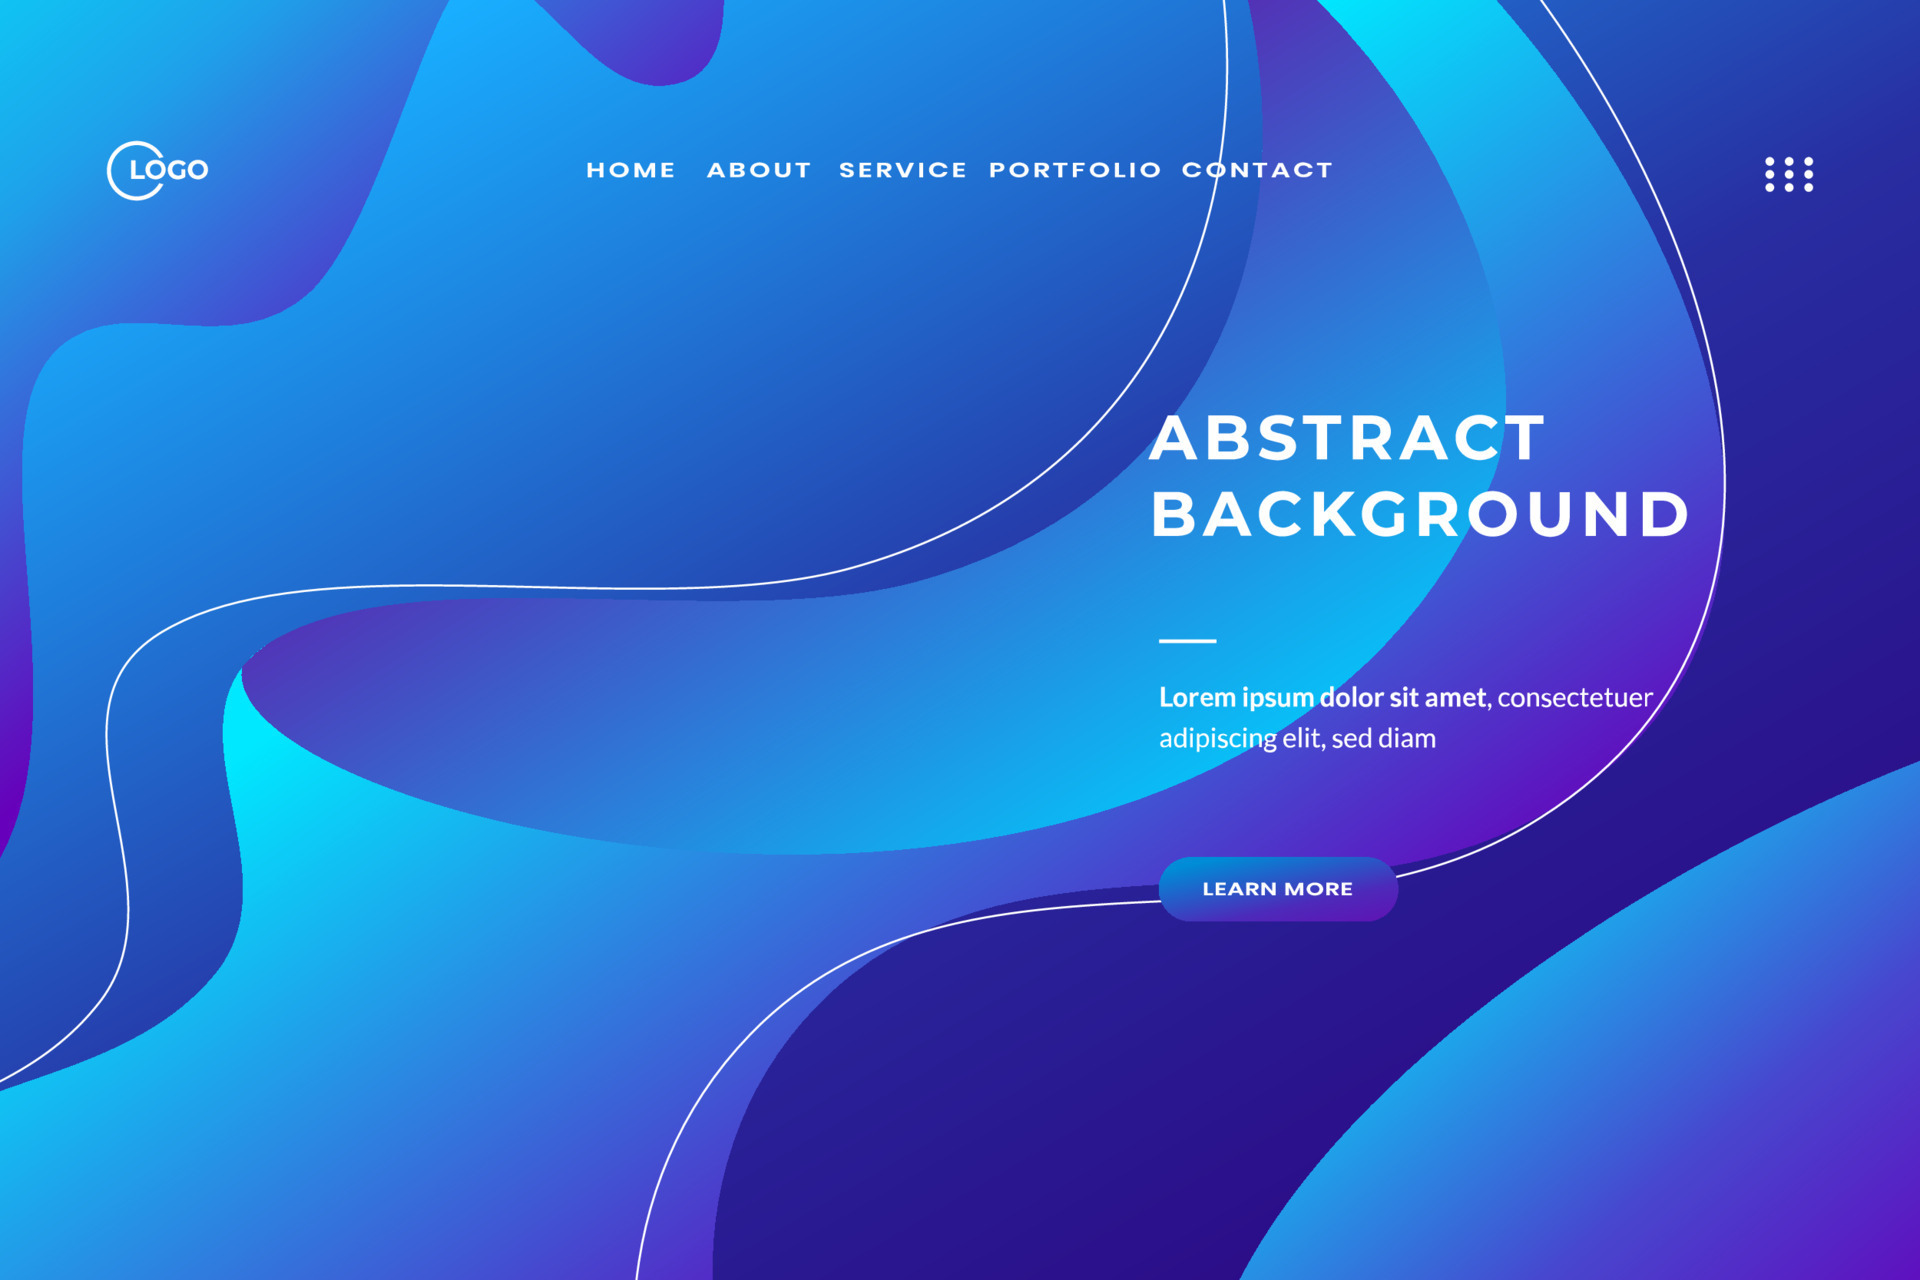 LOGO
HOME ABOUT SERVICE PORTFOLIO CONTACT
ABSTRACT
BACKGROUND
Lorem ipsum dolor sit amet, consectetuer
adipiscing elit, sed diam
LEARN MORE